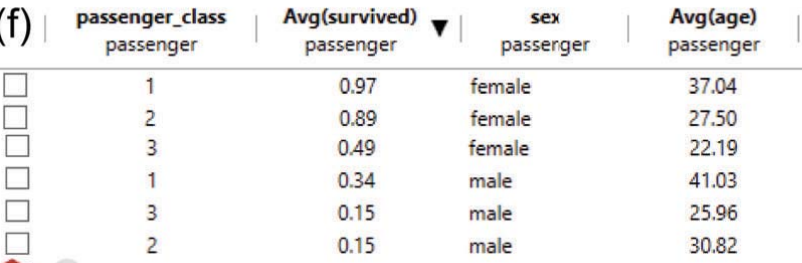 (f) passenger_class Avg(survived) ▼ sex Avg(age)
passenger passenger passerger passenger
1 0.97 female 37.04
2 0.89 female 27.50
3 0.49 female 22.19
1 0.34 male 41.03
3 0.15 male 25.96
2 0.15 male 30.82